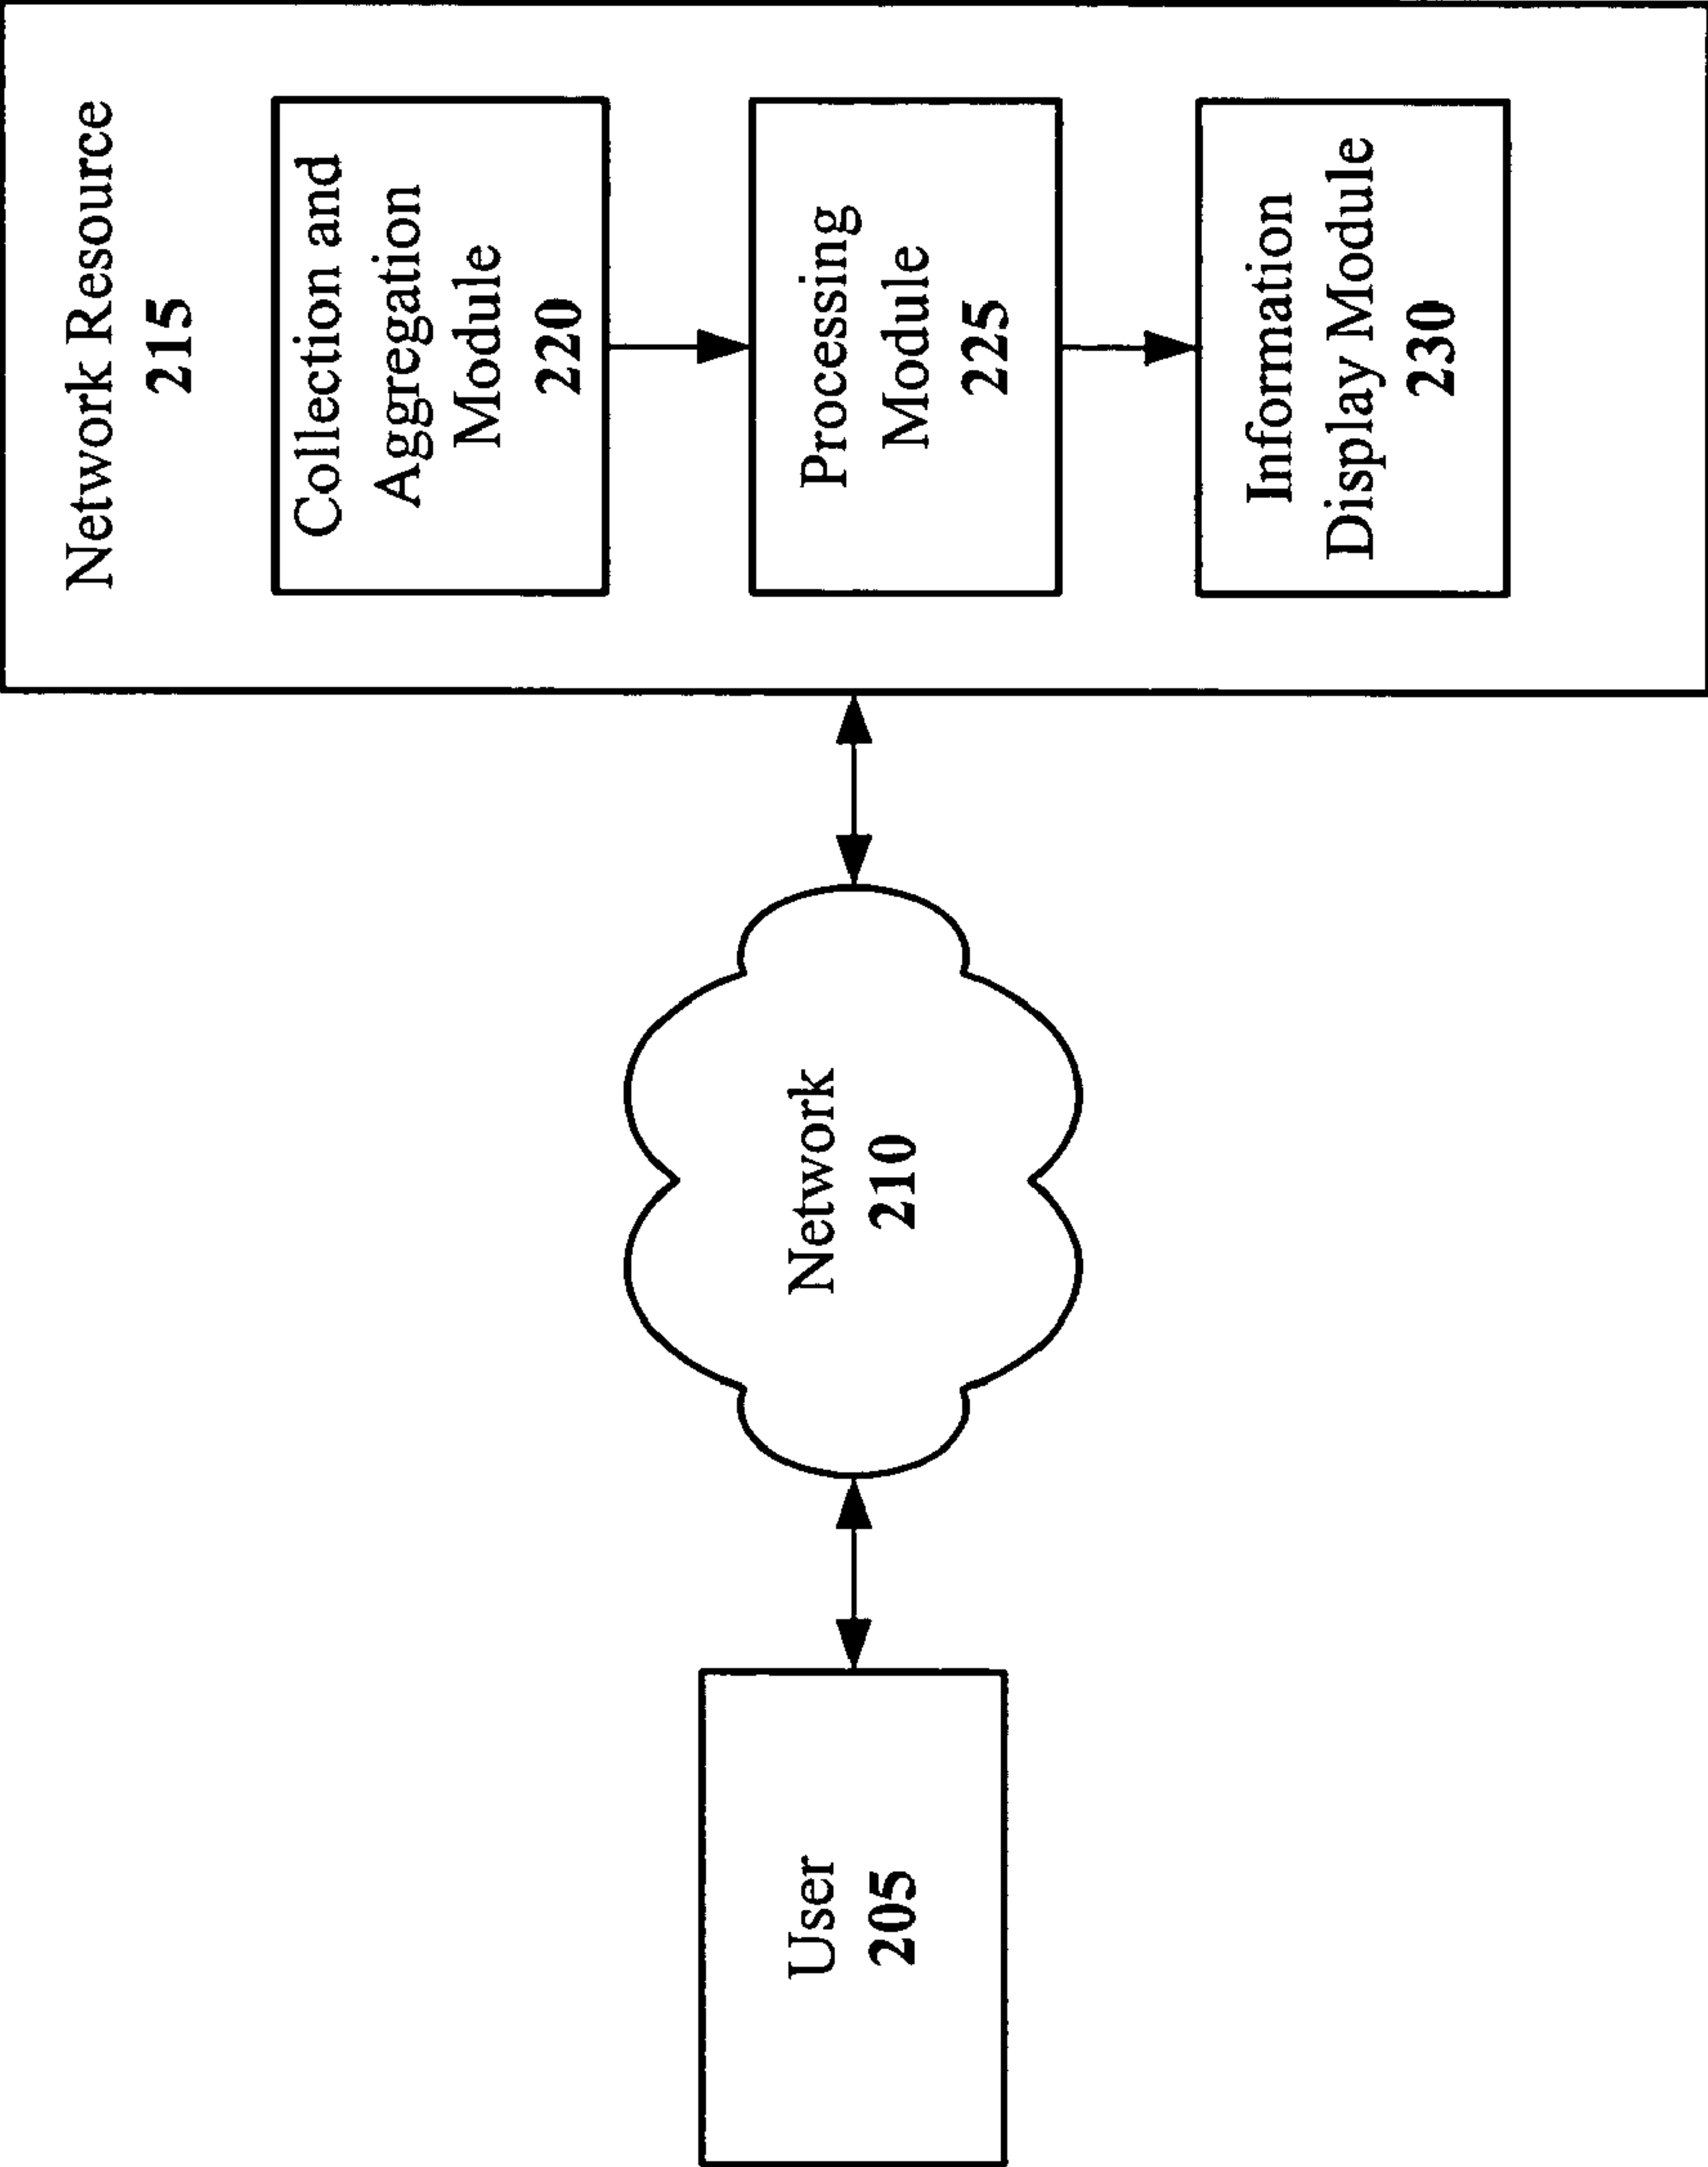 User
205
Network
210
Network Resource
215
Collection and
Aggregation
Module
220
Processing
Module
225
Information
Display Module
230